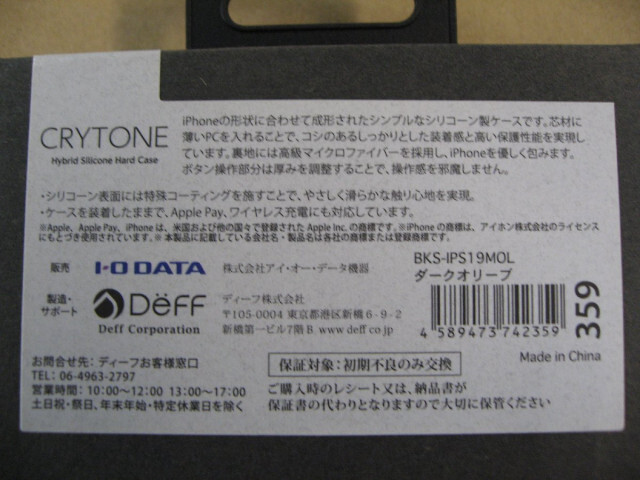 CRYTONE
Hybrid Silicone Hard Case
iPhoneの形状に合わせて成形されたシンプルなシリコーン製ケースです。芯材に
薄いPCを入れることで、コシのあるしっかりとした装着感と高い保護性能を実現し
ています。裏地には高級マイクロファイバーを採用し、iPhoneを優しく包みます。
ボタン操作部分は厚みを調整することで、操作感を邪魔しません。
・シリコーン表面には特殊コーティングを施すことで、やさしく滑らかな触り心地を実現。
・ケースを装着したままで、Apple Pay、ワイヤレス充電にも対応しています。
※Apple、Apple Pay、iPhone は、米国および他の国々で登録された Apple Inc. の商標です。 ※iPhone の商標は、アイホン株式会社のライセンス
にもとづき使用されています。※ 本製品に記載している会社名・製品名は各社の商標または登録商標です。
販売 I-O DATA 株式会社アイ・オー・データ機器
製造・
サポート
DēFF
Deff Corporation
ディーフ株式会社
〒105-0004 東京都港区新橋 6-9-2
新橋第一ビル7階 B www.deff.co.jp
BKS-IPS19MOL
ダークオリーブ
4 589473 742359
359
Made in China
お問合せ先: ディーフお客様窓口
TEL: 06-4963-2797
営業時間: 10:00〜12:00 13:00〜17:00
土日祝・祭日、年末年始・特定休業日を除く
保証対象:初期不良のみ交換
ご購入時のレシート又は、納品書が
保証書の代わりとなりますので大切に保管ください